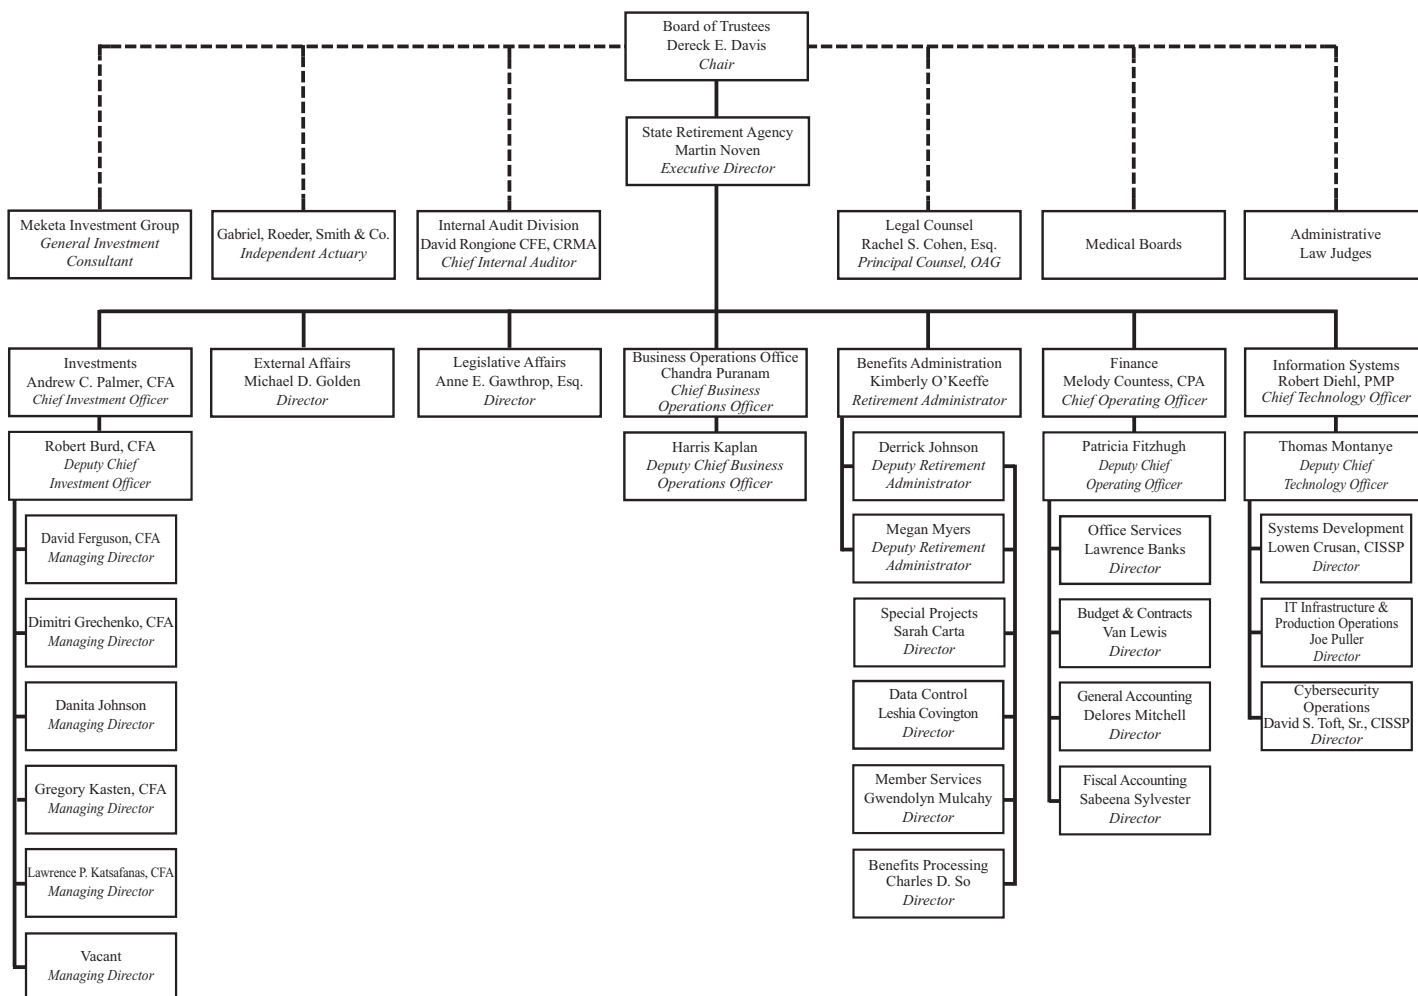 Board of Trustees
Dereck E. Davis
Chair
State Retirement Agency
Martin Noven
Executive Director
Meketa Investment Group
General Investment
Consultant
Gabriel, Roeder, Smith & Co.
Independent Actuary
Internal Audit Division
David Rongione CFE, CRMA
Chief Internal Auditor
Legal Counsel
Rachel S. Cohen, Esq.
Principal Counsel, OAG
Medical Boards
Administrative
Law Judges
Investments
Andrew C. Palmer, CFA
Chief Investment Officer
External Affairs
Michael D. Golden
Director
Legislative Affairs
Anne E. Gawthrop, Esq.
Director
Business Operations Office
Chandra Puranam
Chief Business
Operations Officer
Benefits Administration
Kimberly O’Keeffe
Retirement Administrator
Finance
Melody Countess, CPA
Chief Operating Officer
Information Systems
Robert Diehl, PMP
Chief Technology Officer
Robert Burd, CFA
Deputy Chief
Investment Officer
Harris Kaplan
Deputy Chief Business
Operations Officer
Derrick Johnson
Deputy Retirement
Administrator
Patricia Fitzhugh
Deputy Chief
Operating Officer
Thomas Montanye
Deputy Chief
Technology Officer
David Ferguson, CFA
Managing Director
Dimitri Grechenko, CFA
Managing Director
Danita Johnson
Managing Director
Gregory Kasten, CFA
Managing Director
Lawrence P. Katsafanas, CFA
Managing Director
Vacant
Managing Director
Megan Myers
Deputy Retirement
Administrator
Special Projects
Sarah Carta
Director
Data Control
Leshia Covington
Director
Member Services
Gwendolyn Mulcahy
Director
Benefits Processing
Charles D. So
Director
Office Services
Lawrence Banks
Director
Budget & Contracts
Van Lewis
Director
General Accounting
Delores Mitchell
Director
Fiscal Accounting
Sabeena Sylvester
Director
Systems Development
Lowen Crusan, CISSP
Director
IT Infrastructure &
Production Operations
Joe Puller
Director
Cybersecurity
Operations
David S. Toft, Sr., CISSP
Director